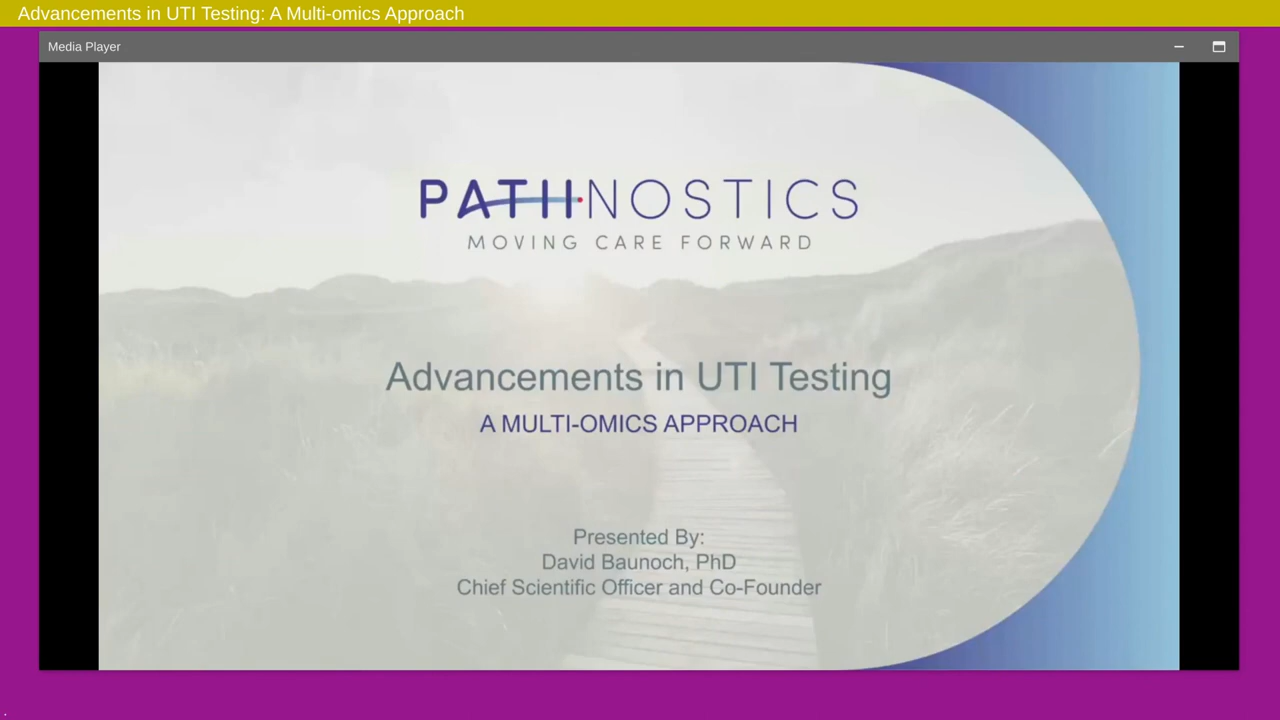 Advancements in UTI Testing: A Multi-omics Approach
Media Player
PATHNOSTICS
MOVING CARE FORWARD
Advancements in UTI Testing
A MULTI-OMICS APPROACH
Presented By:
David Baunoch, PhD
Chief Scientific Officer and Co-Founder
.